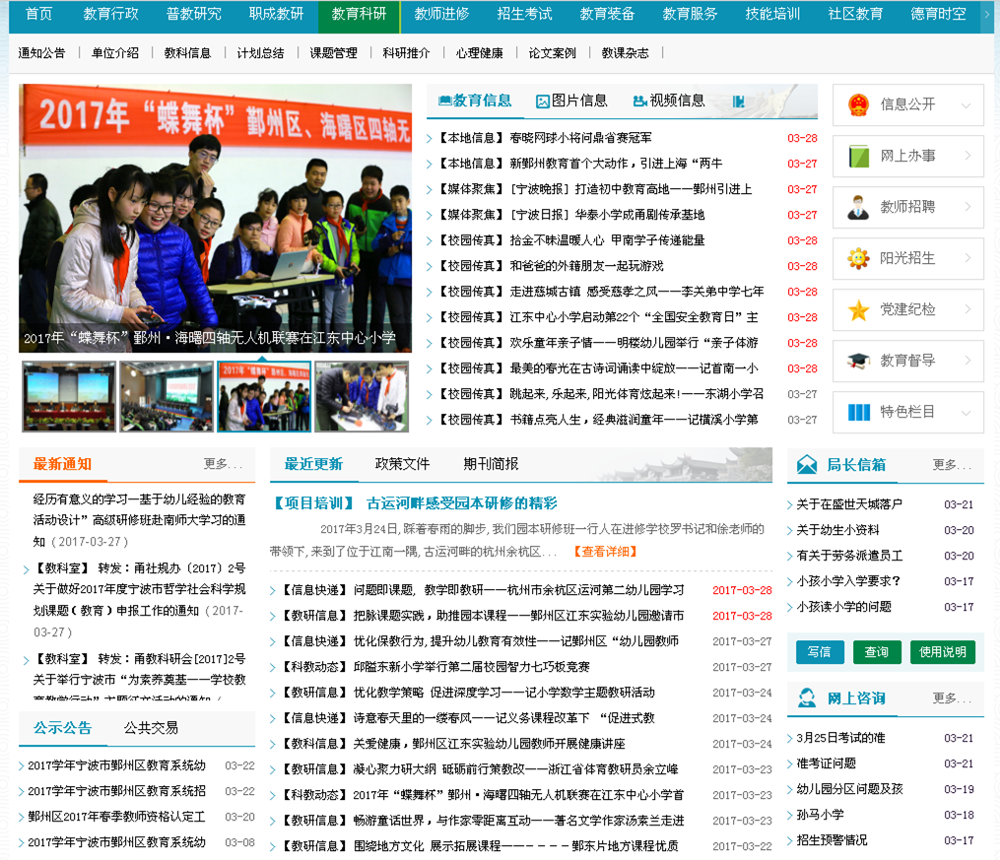 首页 教育行政 普教研究 职成教研 教育科研 教师进修 招生考试 教育装备 教育服务 技能培训 社区教育 德育时空
通知公告 | 单位介绍 | 教科信息 | 计划总结 | 课题管理 | 科研推介 | 心理健康 | 论文案例 | 教课杂志 |
2017年“蝶舞杯”鄞州区、海曙区四轴无
2017年“蝶舞杯”鄞州·海曙四轴无人机联赛在江东中心小学
教育信息 图片信息 视频信息
【本地信息】春晓网球小将问鼎省赛冠军 03-28
【本地信息】新鄞州教育首个大动作，引进上海“两牛 03-27
【媒体聚焦】[宁波晚报] 打造初中教育高地——鄞州引进上 03-27
【媒体聚焦】[宁波日报] 华泰小学成甬剧传承基地 03-27
【校园传真】拾金不昧温暖人心 甲南学子传递能量 03-28
【校园传真】和爸爸的外籍朋友一起玩游戏 03-28
【校园传真】走进慈城古镇 感受慈孝之风——李关弟中学七年 03-28
【校园传真】江东中心小学启动第22个“全国安全教育日”主 03-28
【校园传真】欢乐童年亲子情——明楼幼儿园举行“亲子体游 03-28
【校园传真】最美的春光在古诗词诵读中绽放——记首南一小 03-28
【校园传真】跳起来,乐起来,阳光体育炫起来!——东湖小学召 03-27
【校园传真】书籍点亮人生，经典滋润童年——记横溪小学第 03-27
信息公开
网上办事
教师招聘
阳光招生
党建纪检
教育督导
特色栏目
最新通知 更多...
经历有意义的学习—基于幼儿经验的教育
活动设计”高级研修班赴南师大学习的通
知（2017-03-27）
【教科室】 转发：甬社规办〔2017〕2号
关于做好2017年度宁波市哲学社会科学规
划课题（教育）申报工作的通知（2017-
03-27）
【教科室】 转发：甬教科研会[2017]2号
关于举行宁波市“为素养奠基——学校教
育教学行动”主题征文活动的通知（
公示公告 公共交易
2017学年宁波市鄞州区教育系统幼 03-22
2017学年宁波市鄞州区教育系统招 03-22
鄞州区2017年春季教师资格认定工 03-20
2017学年宁波市鄞州区教育系统幼 03-08
最近更新 政策文件 期刊简报
【项目培训】 古运河畔感受园本研修的精彩
2017年3月24日,踩着春雨的脚步,我们园本研修班一行人在进修学校罗书记和徐老师的
带领下,来到了位于江南一隅,古运河畔的杭州余杭区... 【查看详细】
【信息快递】问题即课题，教学即教研——杭州市余杭区运河第二幼儿园学习 2017-03-28
【教研信息】把脉课题实践，助推园本课程——鄞州区江东实验幼儿园邀请市 2017-03-28
【信息快递】优化保教行为,提升幼儿教育有效性——记鄞州区“幼儿园教师 2017-03-27
【科教动态】邱隘东新小学举行第二届校园智力七巧板竞赛 2017-03-27
【教研信息】优化教学策略 促进深度学习——记小学数学主题教研活动 2017-03-24
【信息快递】诗意春天里的一缕春风——记义务课程改革下 “促进式教 2017-03-24
【教科信息】关爱健康，鄞州区江东实验幼儿园教师开展健康讲座 2017-03-24
【教研信息】凝心聚力研大纲 砥砺前行策教改——浙江省体育教研员余立峰 2017-03-23
【科教动态】2017年“蝶舞杯”鄞州·海曙四轴无人机联赛在江东中心小学首 2017-03-23
【教研信息】畅游童话世界，与作家零距离互动——著名文学作家汤素兰走进 2017-03-23
【教研信息】围绕地方文化 展示拓展课程——－－－－－鄞东片地方课程优质 2017-03-22
局长信箱 更多...
关于在盛世天城落户 03-21
关于幼生小资料 03-20
有关于劳务派遣员工 03-20
小孩小学入学要求? 03-17
小孩读小学的问题 03-17
写信 查询 使用说明
网上咨询 更多...
3月25日考试的准 03-21
准考证问题 03-21
幼儿园分区问题及孩 03-19
孙马小学 03-18
招生预警情况 03-17